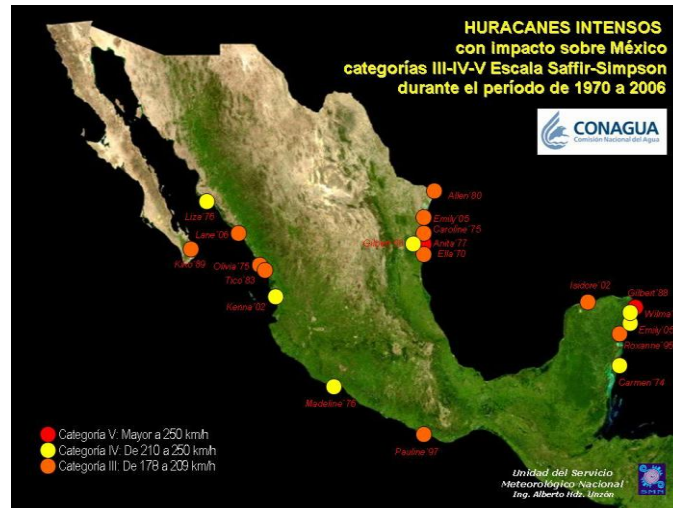 HURACANES INTENSOS
con impacto sobre México
categorías III-IV-V Escala Saffir-Simpson
durante el período de 1970 a 2006
CONAGUA
Comisión Nacional del Agua
Allen'80
Liza'76
Emily'05
Caroline'75
Lane'06
Gilbert'88
Anita'77
Kiko'89
Ella'70
Olivia'75
Tico'83
Isidore'02
Gilbert'88
Kenna'02
Wilma
Emily'05
Roxanne'95
Carmen'74
Madeline'76
Pauline'97
Categoría V: Mayor a 250 km/h
Categoría IV: De 210 a 250 km/h
Categoría III: De 178 a 209 km/h
Unidad del Servicio
Meteorológico Nacional
Ing. Alberto Hdz. Unzón
SMN